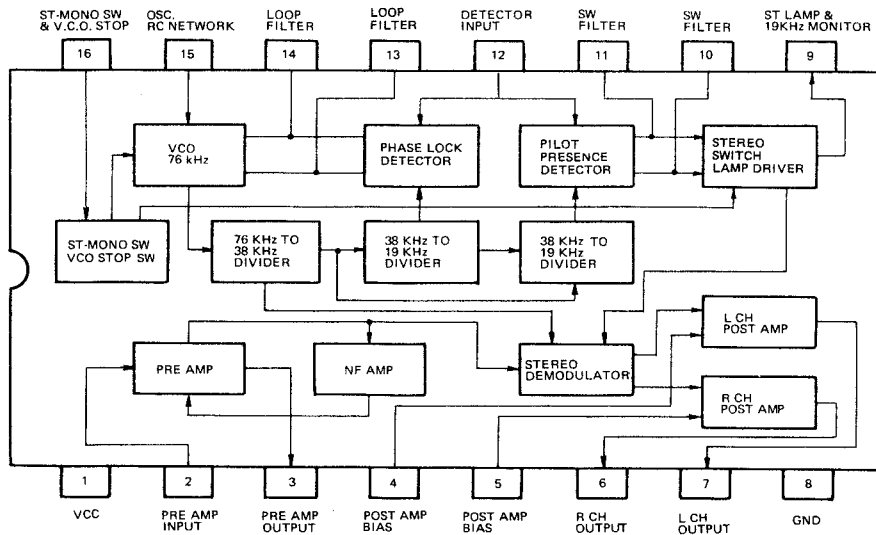 ST-MONO SW
& V.C.O. STOP
OSC.
RC NETWORK
LOOP
FILTER
LOOP
FILTER
DETECTOR
INPUT
SW
FILTER
SW
FILTER
ST LAMP &
19KHz MONITOR
16
15
14
13
12
11
10
9
VCO
76 kHz
PHASE LOCK
DETECTOR
PILOT
PRESENCE
DETECTOR
STEREO
SWITCH
LAMP DRIVER
ST-MONO SW
VCO STOP SW
76 KHz TO
38 KHz
DIVIDER
38 KHz TO
19 KHz
DIVIDER
38 KHz TO
19 KHz
DIVIDER
PRE AMP
NF AMP
STEREO
DEMODULATOR
L CH
POST AMP
R CH
POST AMP
1
2
3
4
5
6
7
8
VCC
PRE AMP
INPUT
PRE AMP
OUTPUT
POST AMP
BIAS
POST AMP
BIAS
R CH
OUTPUT
L CH
OUTPUT
GND